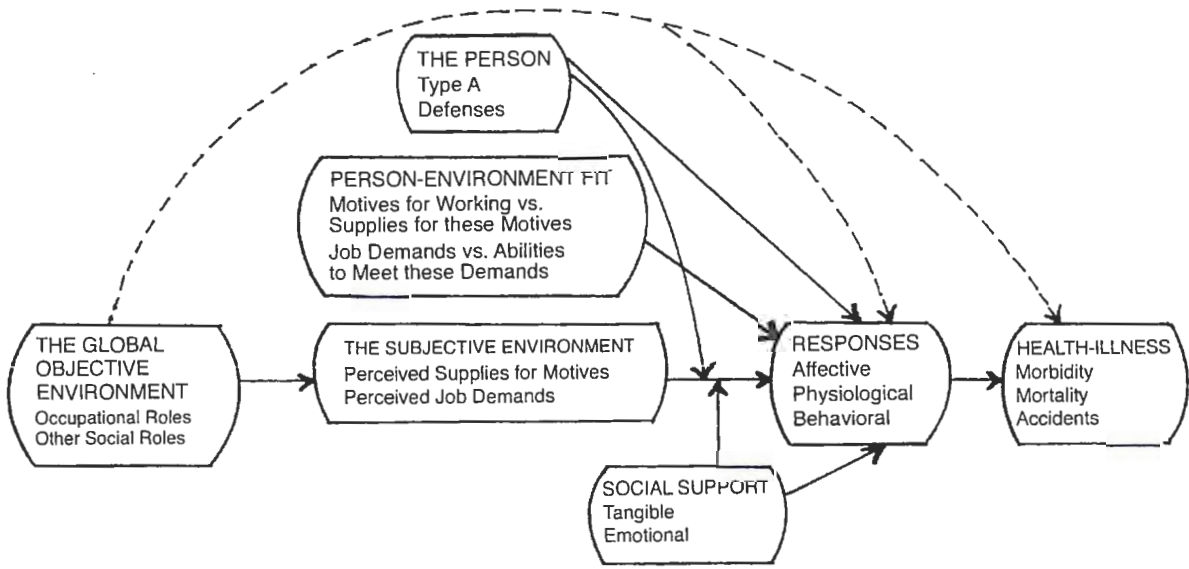 THE PERSON
Type A
Defenses
PERSON-ENVIRONMENT FIT
Motives for Working vs.
Supplies for these Motives
Job Demands vs. Abilities
to Meet these Demands
THE GLOBAL
OBJECTIVE
ENVIRONMENT
Occupational Roles
Other Social Roles
THE SUBJECTIVE ENVIRONMENT
Perceived Supplies for Motives
Perceived Job Demands
RESPONSES
Affective
Physiological
Behavioral
HEALTH-ILLNESS
Morbidity
Mortality
Accidents
SOCIAL SUPPORT
Tangible
Emotional